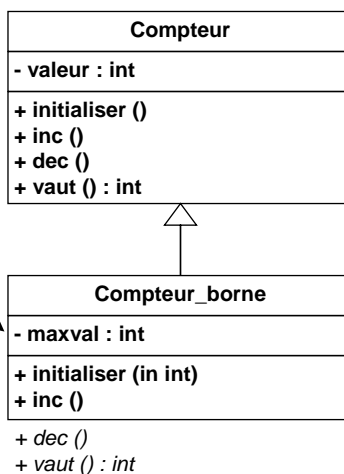 Compteur
- valeur : int
+ initialiser ()
+ inc ()
+ dec ()
+ vaut () : int
Compteur_borne
- maxval : int
+ initialiser (in int)
+ inc ()
+ dec ()
+ vaut () : int